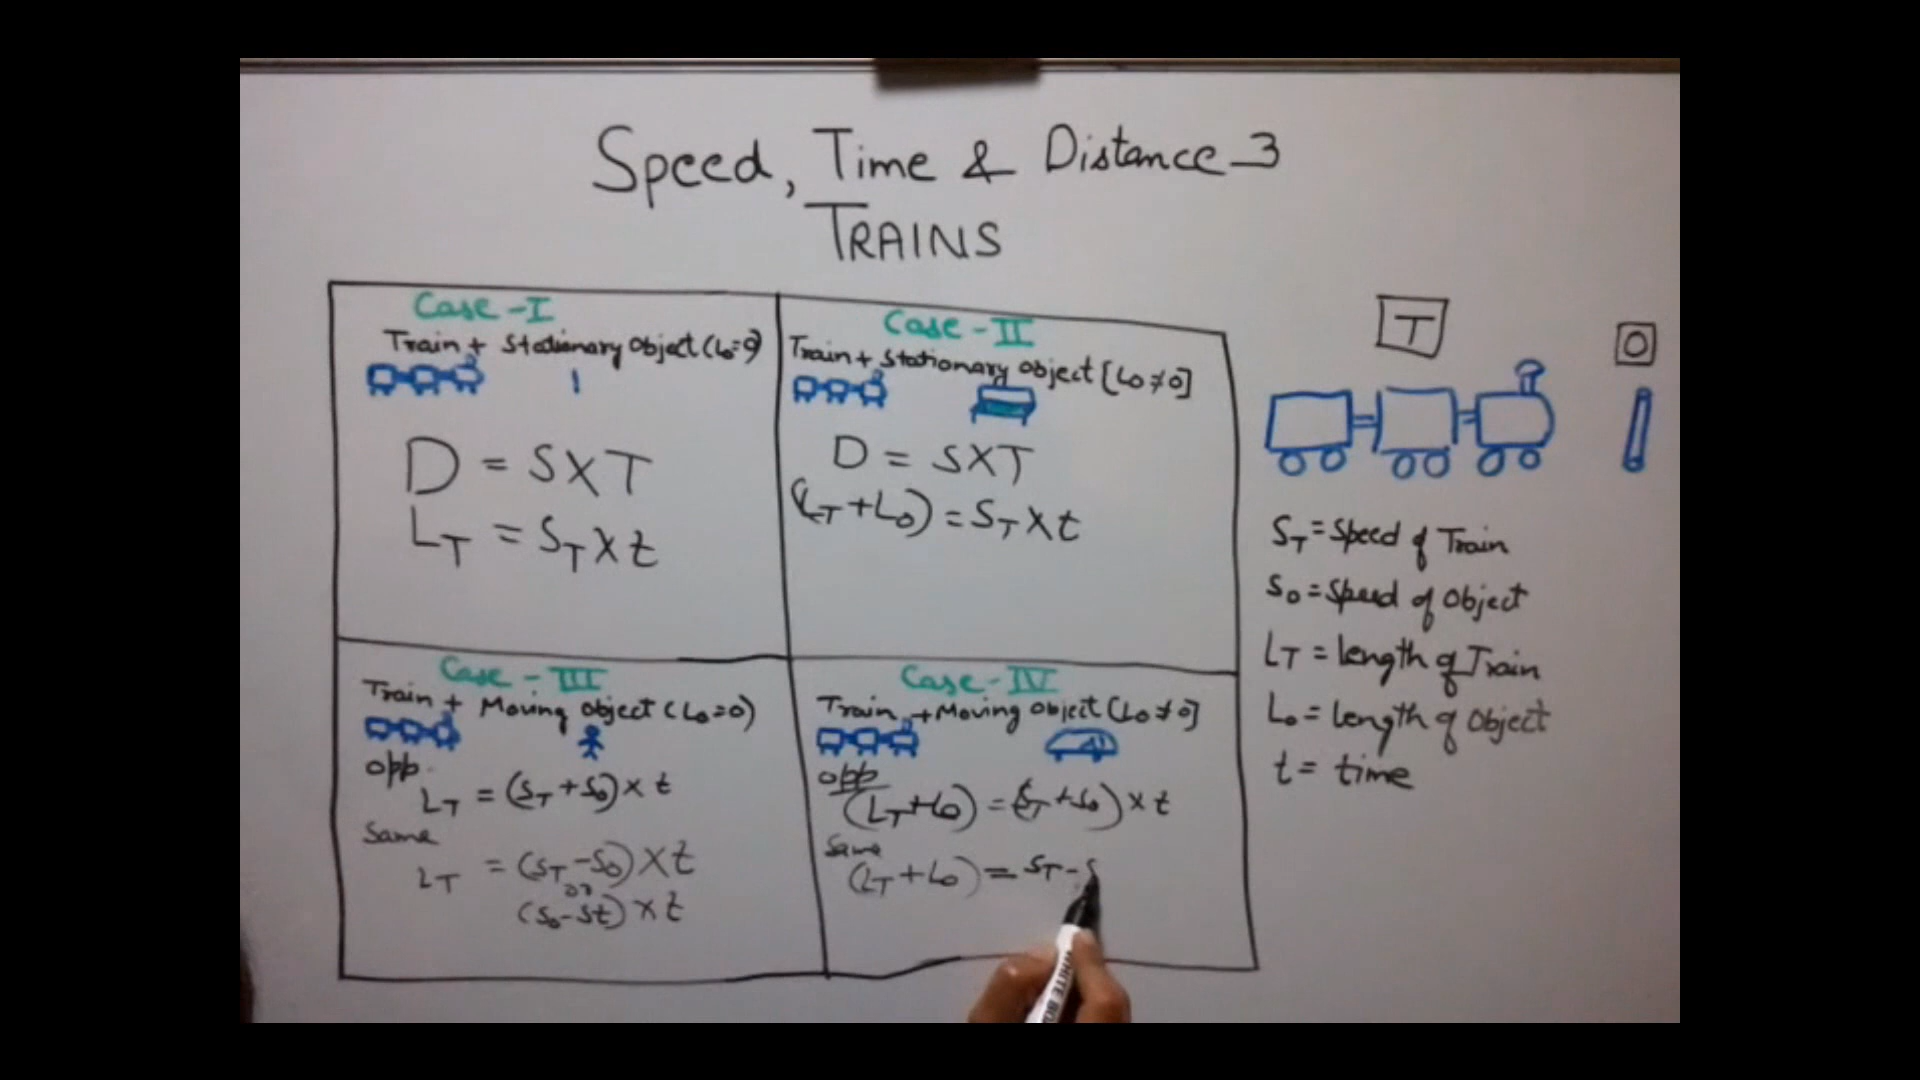 Speed, Time & Distance-3
TRAINS
Case-I
Train + Stationary object (Lo=0)
D = S×T
LT = ST×t
Case-II
Train + Stationary object [Lo≠0]
D = S×T
(LT+Lo) = ST×t
Case-III
Train + Moving object (Lo=0)
opp.
LT = (ST+So)×t
Same
LT = (ST-So)×t
or
(So-St)×t
Case-IV
Train + Moving object (Lo≠0]
opp
(LT+Lo) = (ST+So)×t
Same
(LT+Lo) = ST-S
T
O
ST = Speed of Train
So = Speed of Object
LT = length of Train
Lo = length of Object
t = time
WHITE BO